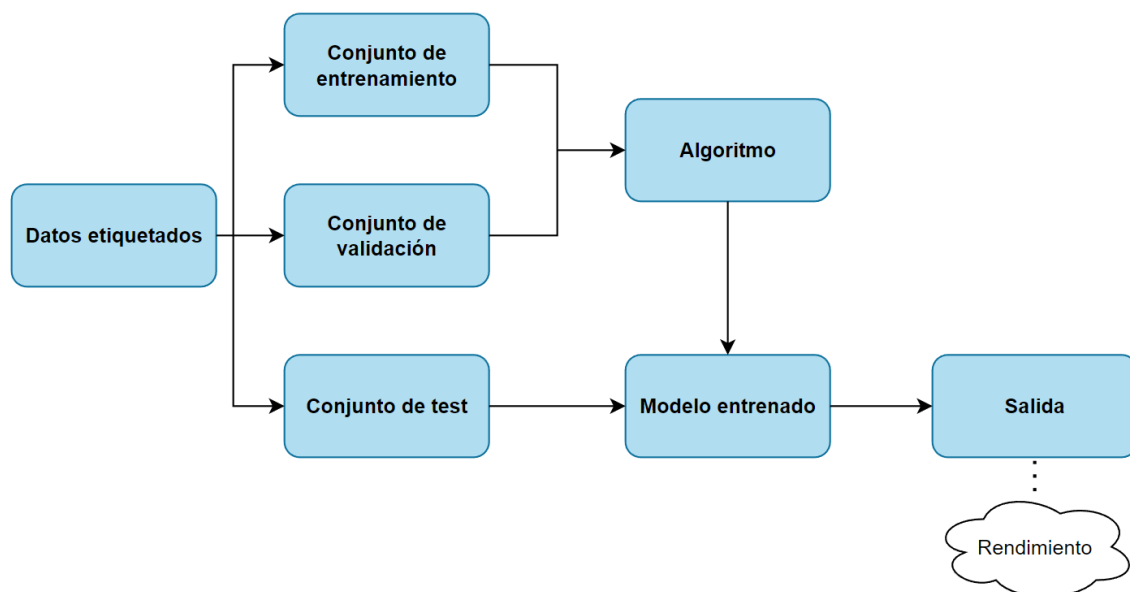 Conjunto de
entrenamiento
Algoritmo
Datos etiquetados
Conjunto de
validación
Conjunto de test
Modelo entrenado
Salida
Rendimiento